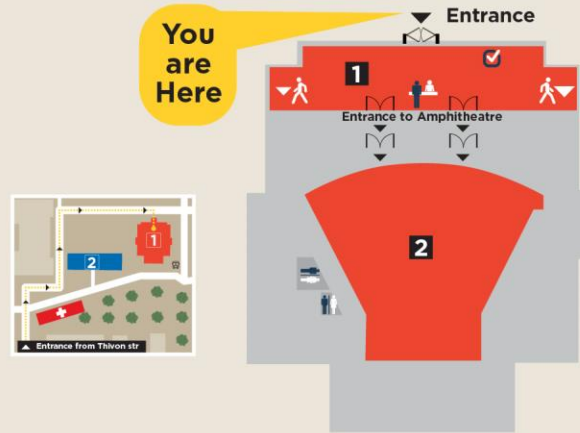 You
are
Here
Entrance
1
Entrance to Amphitheatre
2
1
2
Entrance from Thivon str